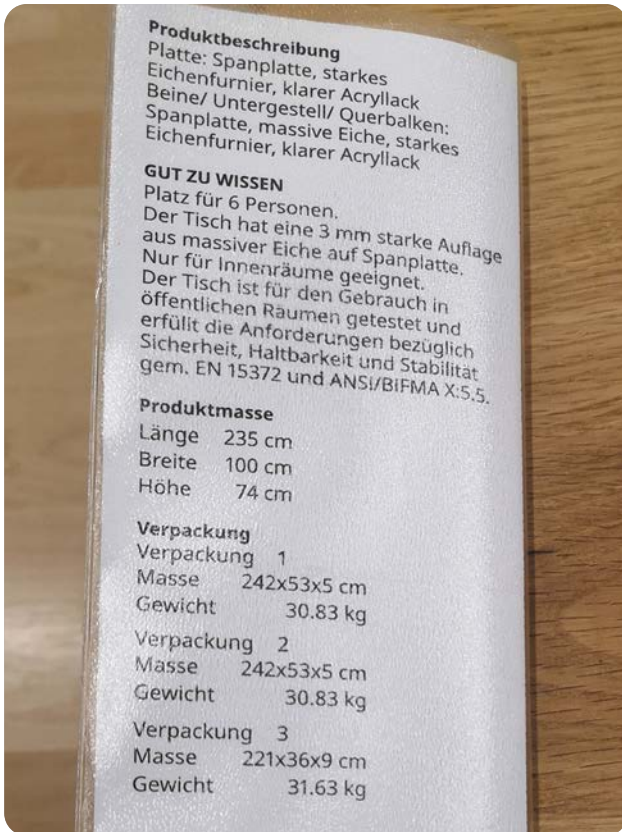 Produktbeschreibung
Platte: Spanplatte, starkes
Eichenfurnier, klarer Acryllack
Beine/ Untergestell/ Querbalken:
Spanplatte, massive Eiche, starkes
Eichenfurnier, klarer Acryllack
GUT ZU WISSEN
Platz für 6 Personen.
Der Tisch hat eine 3 mm starke Auflage
aus massiver Eiche auf Spanplatte.
Nur für Innenräume geeignet.
Der Tisch ist für den Gebrauch in
öffentlichen Räumen getestet und
erfüllt die Anforderungen bezüglich
Sicherheit, Haltbarkeit und Stabilität
gem. EN 15372 und ANSI/BIFMA X:5.5.
Produktmasse
Länge 235 cm
Breite 100 cm
Höhe 74 cm
Verpackung
Verpackung 1
Masse 242x53x5 cm
Gewicht 30.83 kg
Verpackung 2
Masse 242x53x5 cm
Gewicht 30.83 kg
Verpackung 3
Masse 221x36x9 cm
Gewicht 31.63 kg